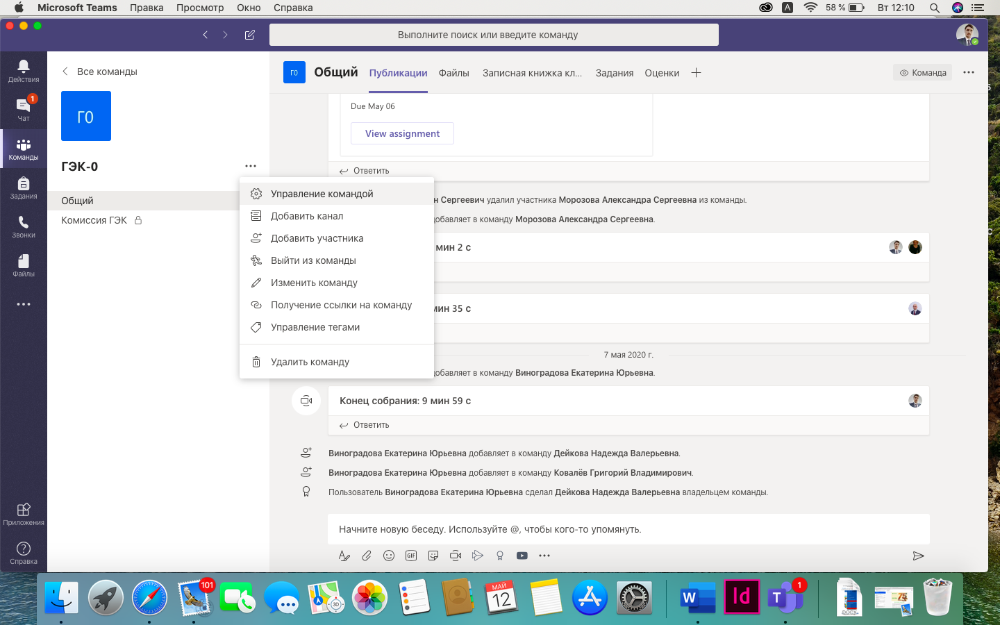 Microsoft Teams Правка Просмотр Окно Справка
A 58 % Вт 12:10
Выполните поиск или введите команду
Действия
1
Чат
Команды
Задания
Звонки
Файлы
Приложения
Справка
Все команды
ГО
ГЭК-0
Общий
Комиссия ГЭК
Управление командой
Добавить канал
Добавить участника
Выйти из команды
Изменить команду
Получение ссылки на команду
Управление тегами
Удалить команду
ГО Общий Публикации Файлы Записная книжка кл... Задания Оценки Команда
Due May 06
View assignment
Ответить
н Сергеевич удалил участника Морозова Александра Сергеевна из команды.
добавляет в команду Морозова Александра Сергеевна.
мин 2 с
мин 35 с
7 мая 2020 г.
добавляет в команду Виноградова Екатерина Юрьевна.
Конец собрания: 9 мин 59 с
Ответить
Виноградова Екатерина Юрьевна добавляет в команду Дейкова Надежда Валерьевна.
Виноградова Екатерина Юрьевна добавляет в команду Ковалёв Григорий Владимирович.
Пользователь Виноградова Екатерина Юрьевна сделал Дейкова Надежда Валерьевна владельцем команды.
Начните новую беседу. Используйте @, чтобы кого-то упомянуть.
GIF
101
3D
МАЙ
12
W
Id
T
1
DOCX
75